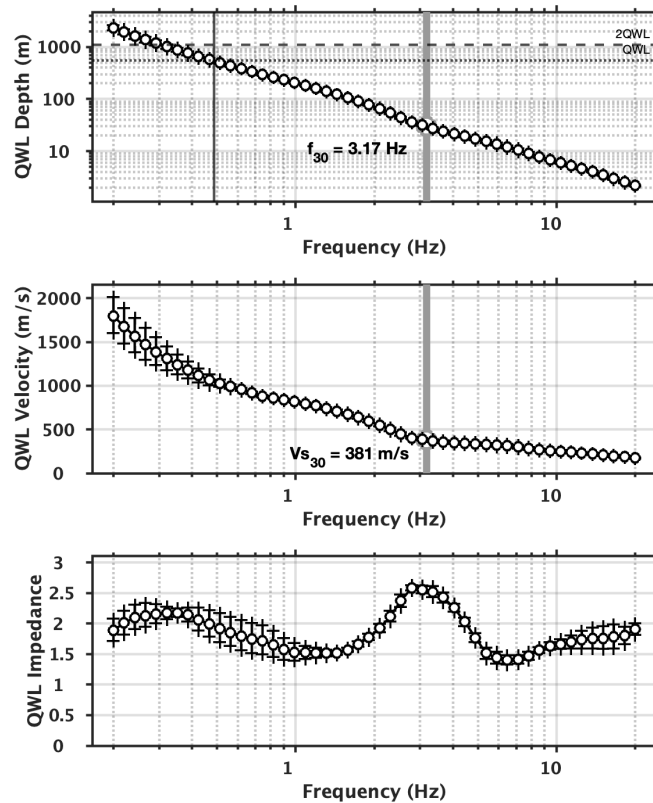 2QWL
QWL
1000
100
10
QWL Depth (m)
f30 = 3.17 Hz
1
10
Frequency (Hz)
2000
1500
1000
500
0
QWL Velocity (m/s)
Vs30 = 381 m/s
1
10
Frequency (Hz)
3
2.5
2
1.5
1
0.5
0
QWL Impedance
1
10
Frequency (Hz)